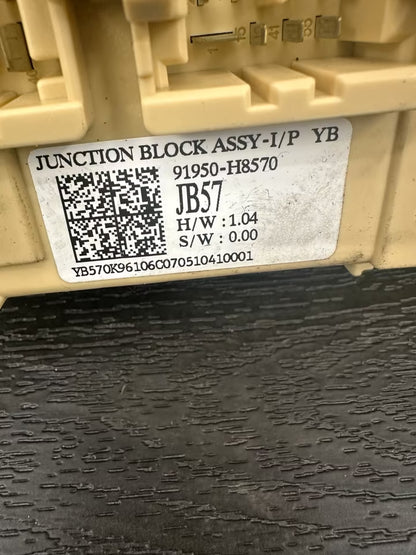 JUNCTION BLOCK ASSY-I/P YB
91950-H8570
JB57
H/W : 1.04
S/W : 0.00
YB570K96106C070510410001